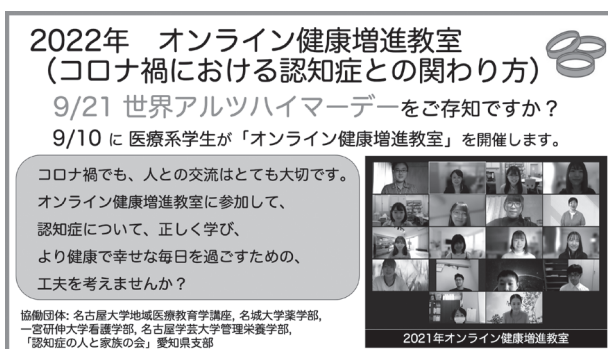 2022年　オンライン健康増進教室
（コロナ禍における認知症との関わり方）
9/21 世界アルツハイマーデーをご存知ですか？
9/10 に 医療系学生が「オンライン健康増進教室」を開催します。
コロナ禍でも、人との交流はとても大切です。
オンライン健康増進教室に参加して、
認知症について、正しく学び、
より健康で幸せな毎日を過ごすための、
工夫を考えませんか？
協働団体: 名古屋大学地域医療教育学講座, 名城大学薬学部,
一宮研伸大学看護学部, 名古屋学芸大学管理栄養学部,
「認知症の人と家族の会」愛知県支部
2021年オンライン健康増進教室